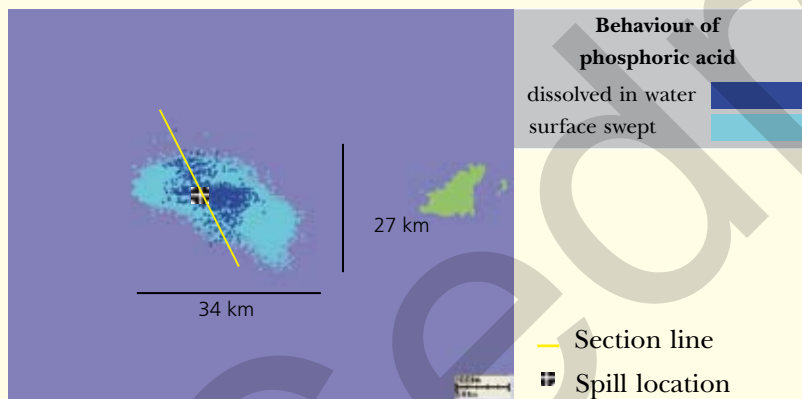 Behaviour of
phosphoric acid
dissolved in water
surface swept
27 km
34 km
Section line
Spill location